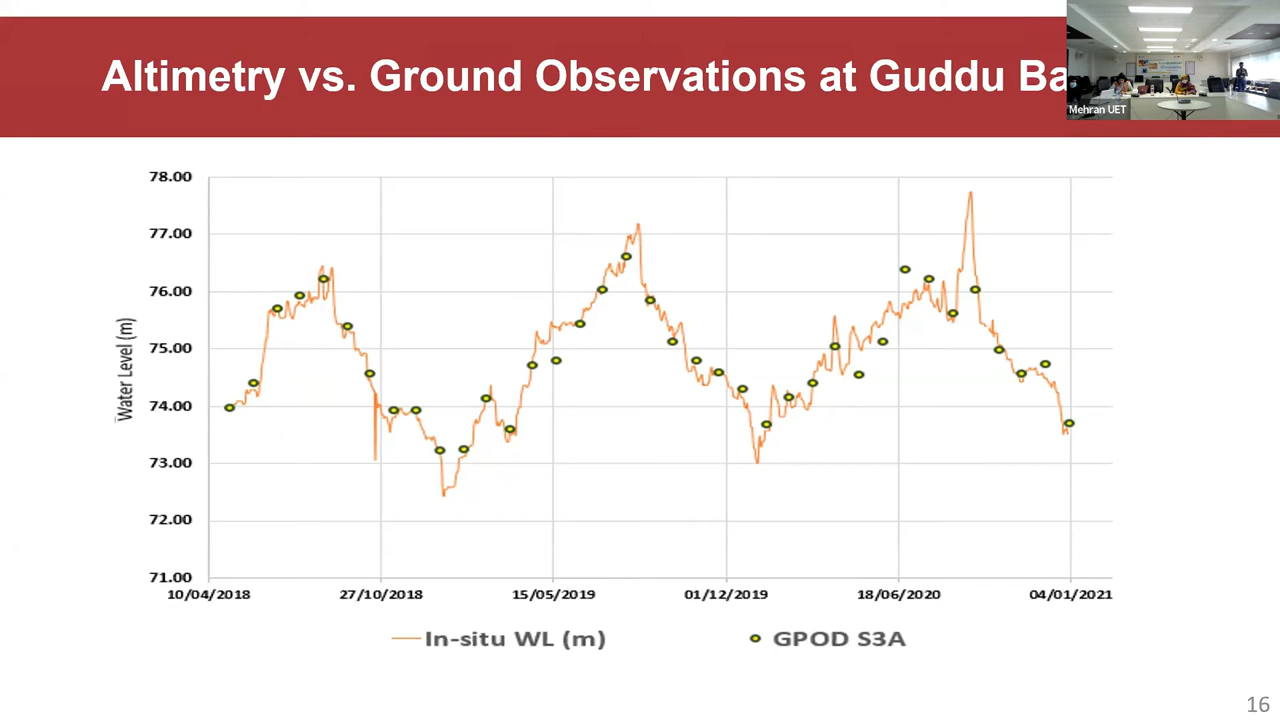 Altimetry vs. Ground Observations at Guddu Ba
Mehran UET
78.00
77.00
76.00
75.00
74.00
73.00
72.00
71.00
Water Level (m)
10/04/2018 27/10/2018 15/05/2019 01/12/2019 18/06/2020 04/01/2021
In-situ WL (m) GPOD S3A
16